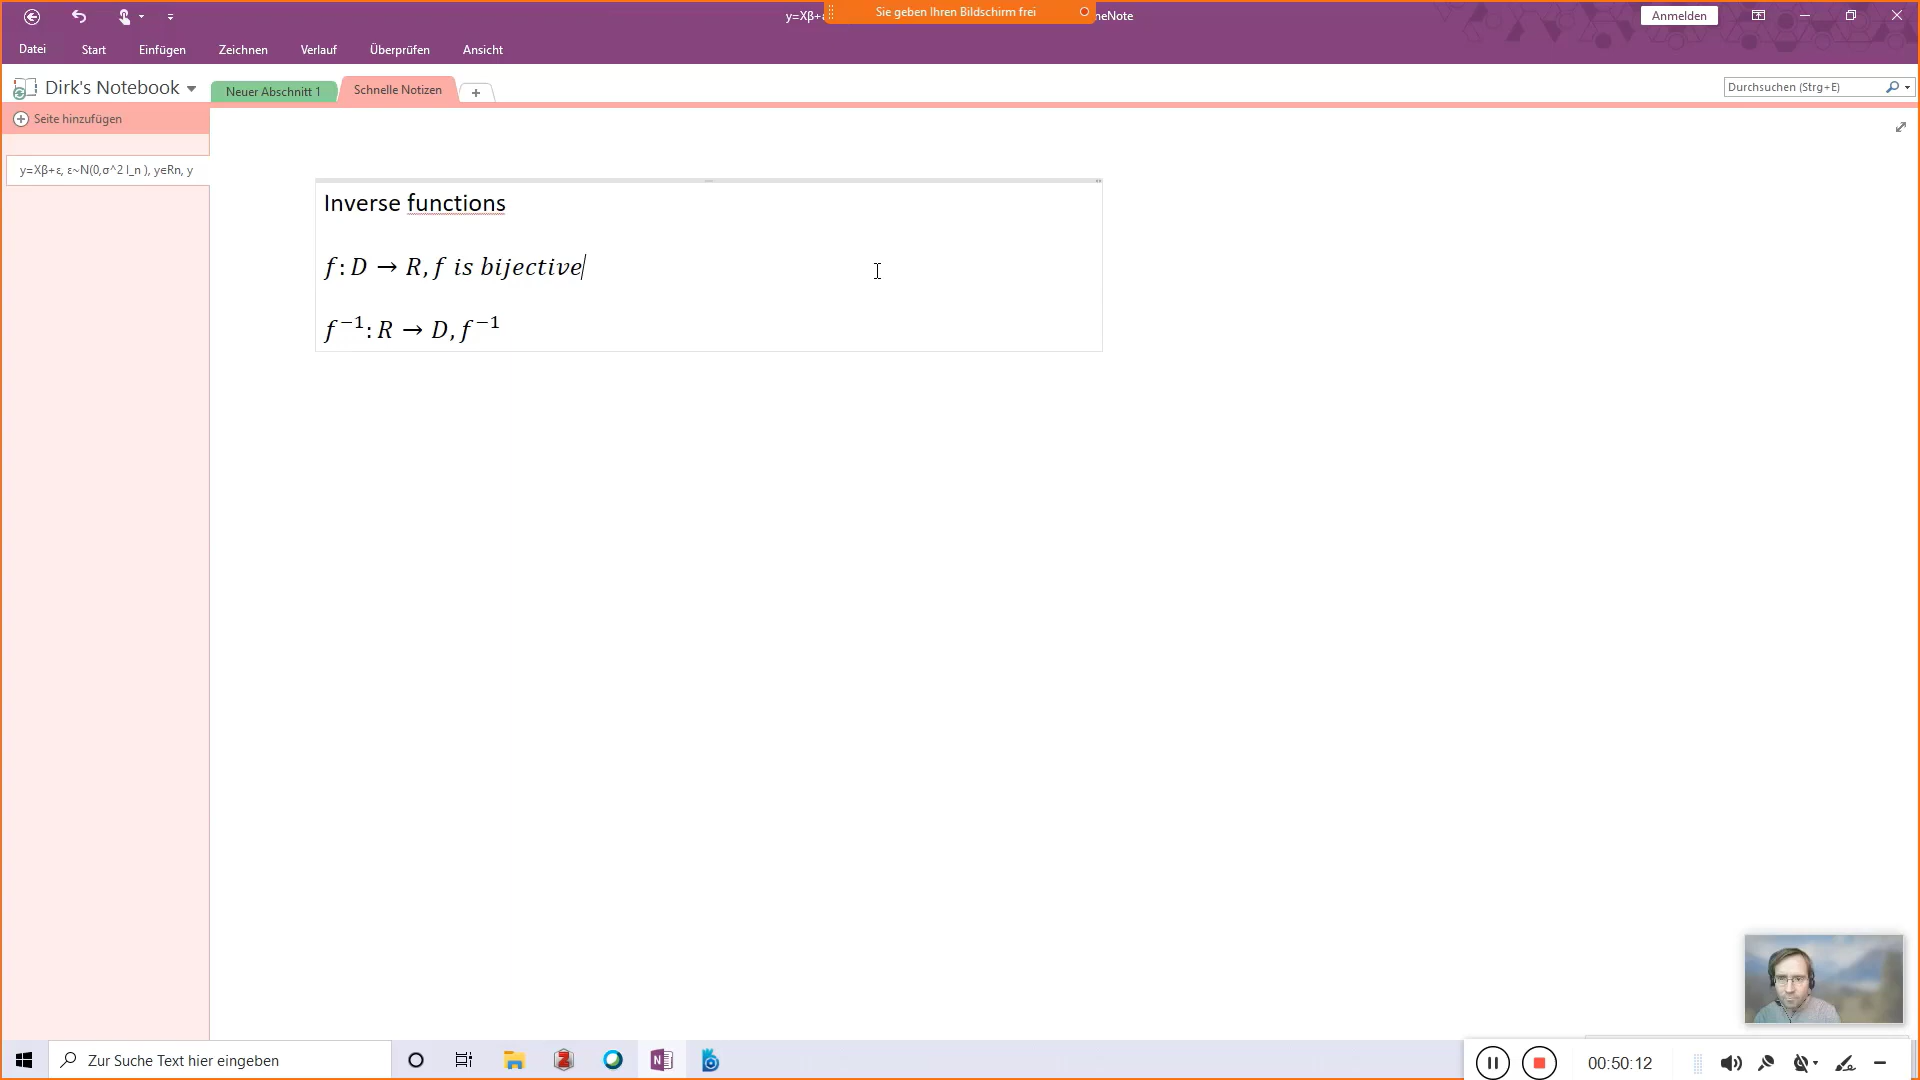 y=Xβ+ε
Sie geben Ihren Bildschirm frei
neNote
Anmelden
Datei
Start
Einfügen
Zeichnen
Verlauf
Überprüfen
Ansicht
Dirk's Notebook
Neuer Abschnitt 1
Schnelle Notizen
Durchsuchen (Strg+E)
Seite hinzufügen
y=Xβ+ε, ε~N(0,σ^2 I_n ), y∈Rn, y
Inverse functions
f: D → R, f is bijective
f⁻¹: R → D, f⁻¹
Zur Suche Text hier eingeben
00:50:12